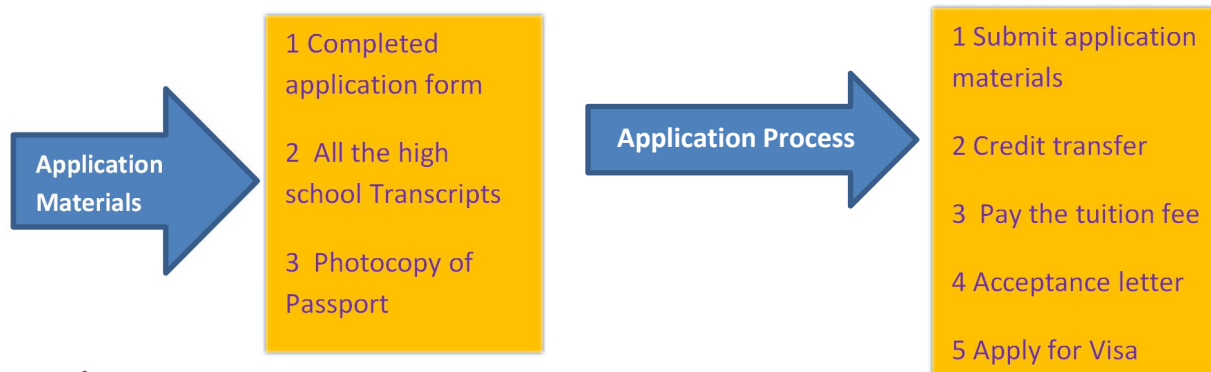 Application
Materials
1 Completed
application form
2 All the high
school Transcripts
3 Photocopy of
Passport
Application Process
1 Submit application
materials
2 Credit transfer
3 Pay the tuition fee
4 Acceptance letter
5 Apply for Visa